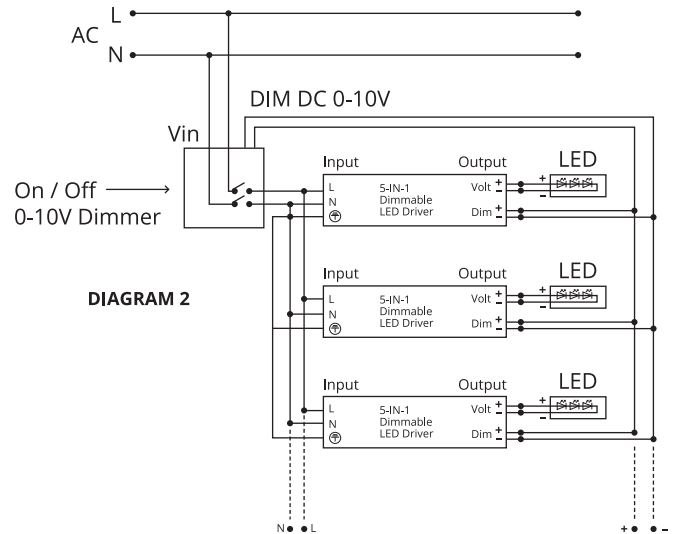 L
AC
N
DIM DC 0-10V
Vin
On / Off
0-10V Dimmer
DIAGRAM 2
Input Output LED
L 5-IN-1 Volt + + 
N Dimmable - -
LED Driver Dim +
-
Input Output LED
L 5-IN-1 Volt + +
N Dimmable - -
LED Driver Dim +
-
Input Output LED
L 5-IN-1 Volt + +
N Dimmable - -
LED Driver Dim +
-
N L + -